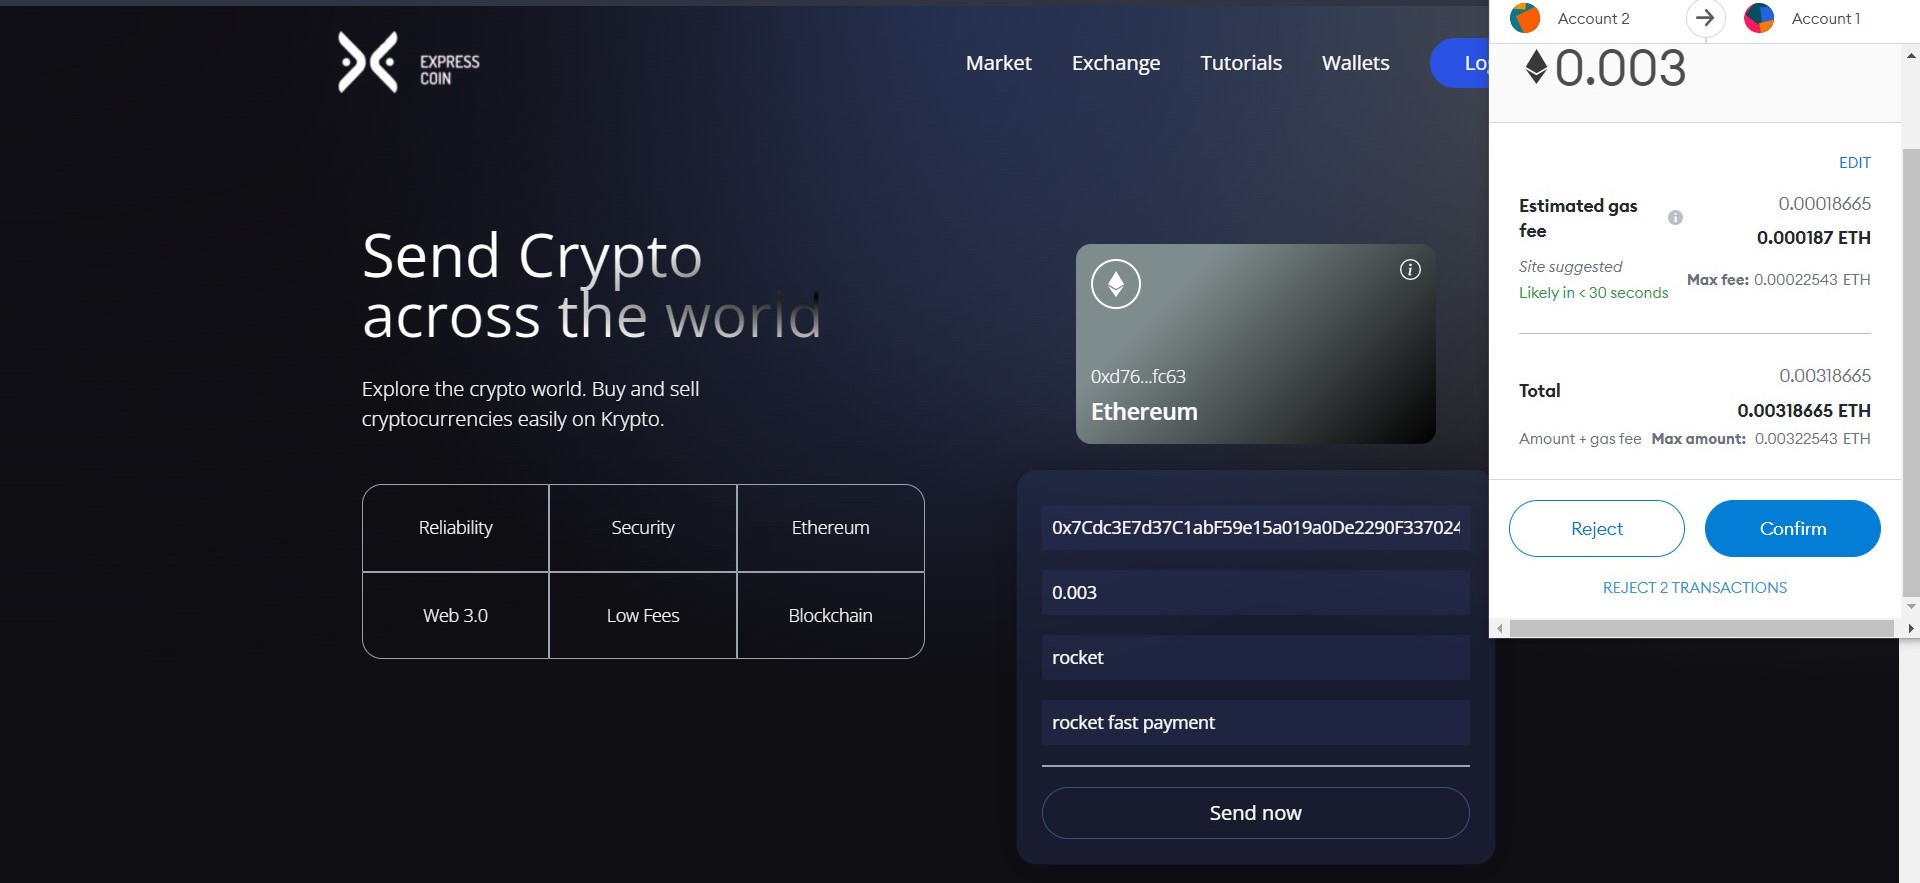 EXPRESS
COIN
Market
Exchange
Tutorials
Wallets
Send Crypto
across the world
Explore the crypto world. Buy and sell
cryptocurrencies easily on Krypto.
Reliability
Security
Ethereum
Web 3.0
Low Fees
Blockchain
0xd76...fc63
Ethereum
0x7Cdc3E7d37C1abF59e15a019a0De2290F337024
0.003
rocket
rocket fast payment
Send now
Account 2
Account 1
0.003
EDIT
Estimated gas
fee
0.00018665
0.000187 ETH
Site suggested
Likely in < 30 seconds
Max fee: 0.00022543 ETH
Total
0.00318665
0.00318665 ETH
Amount + gas fee Max amount: 0.00322543 ETH
Reject
Confirm
REJECT 2 TRANSACTIONS